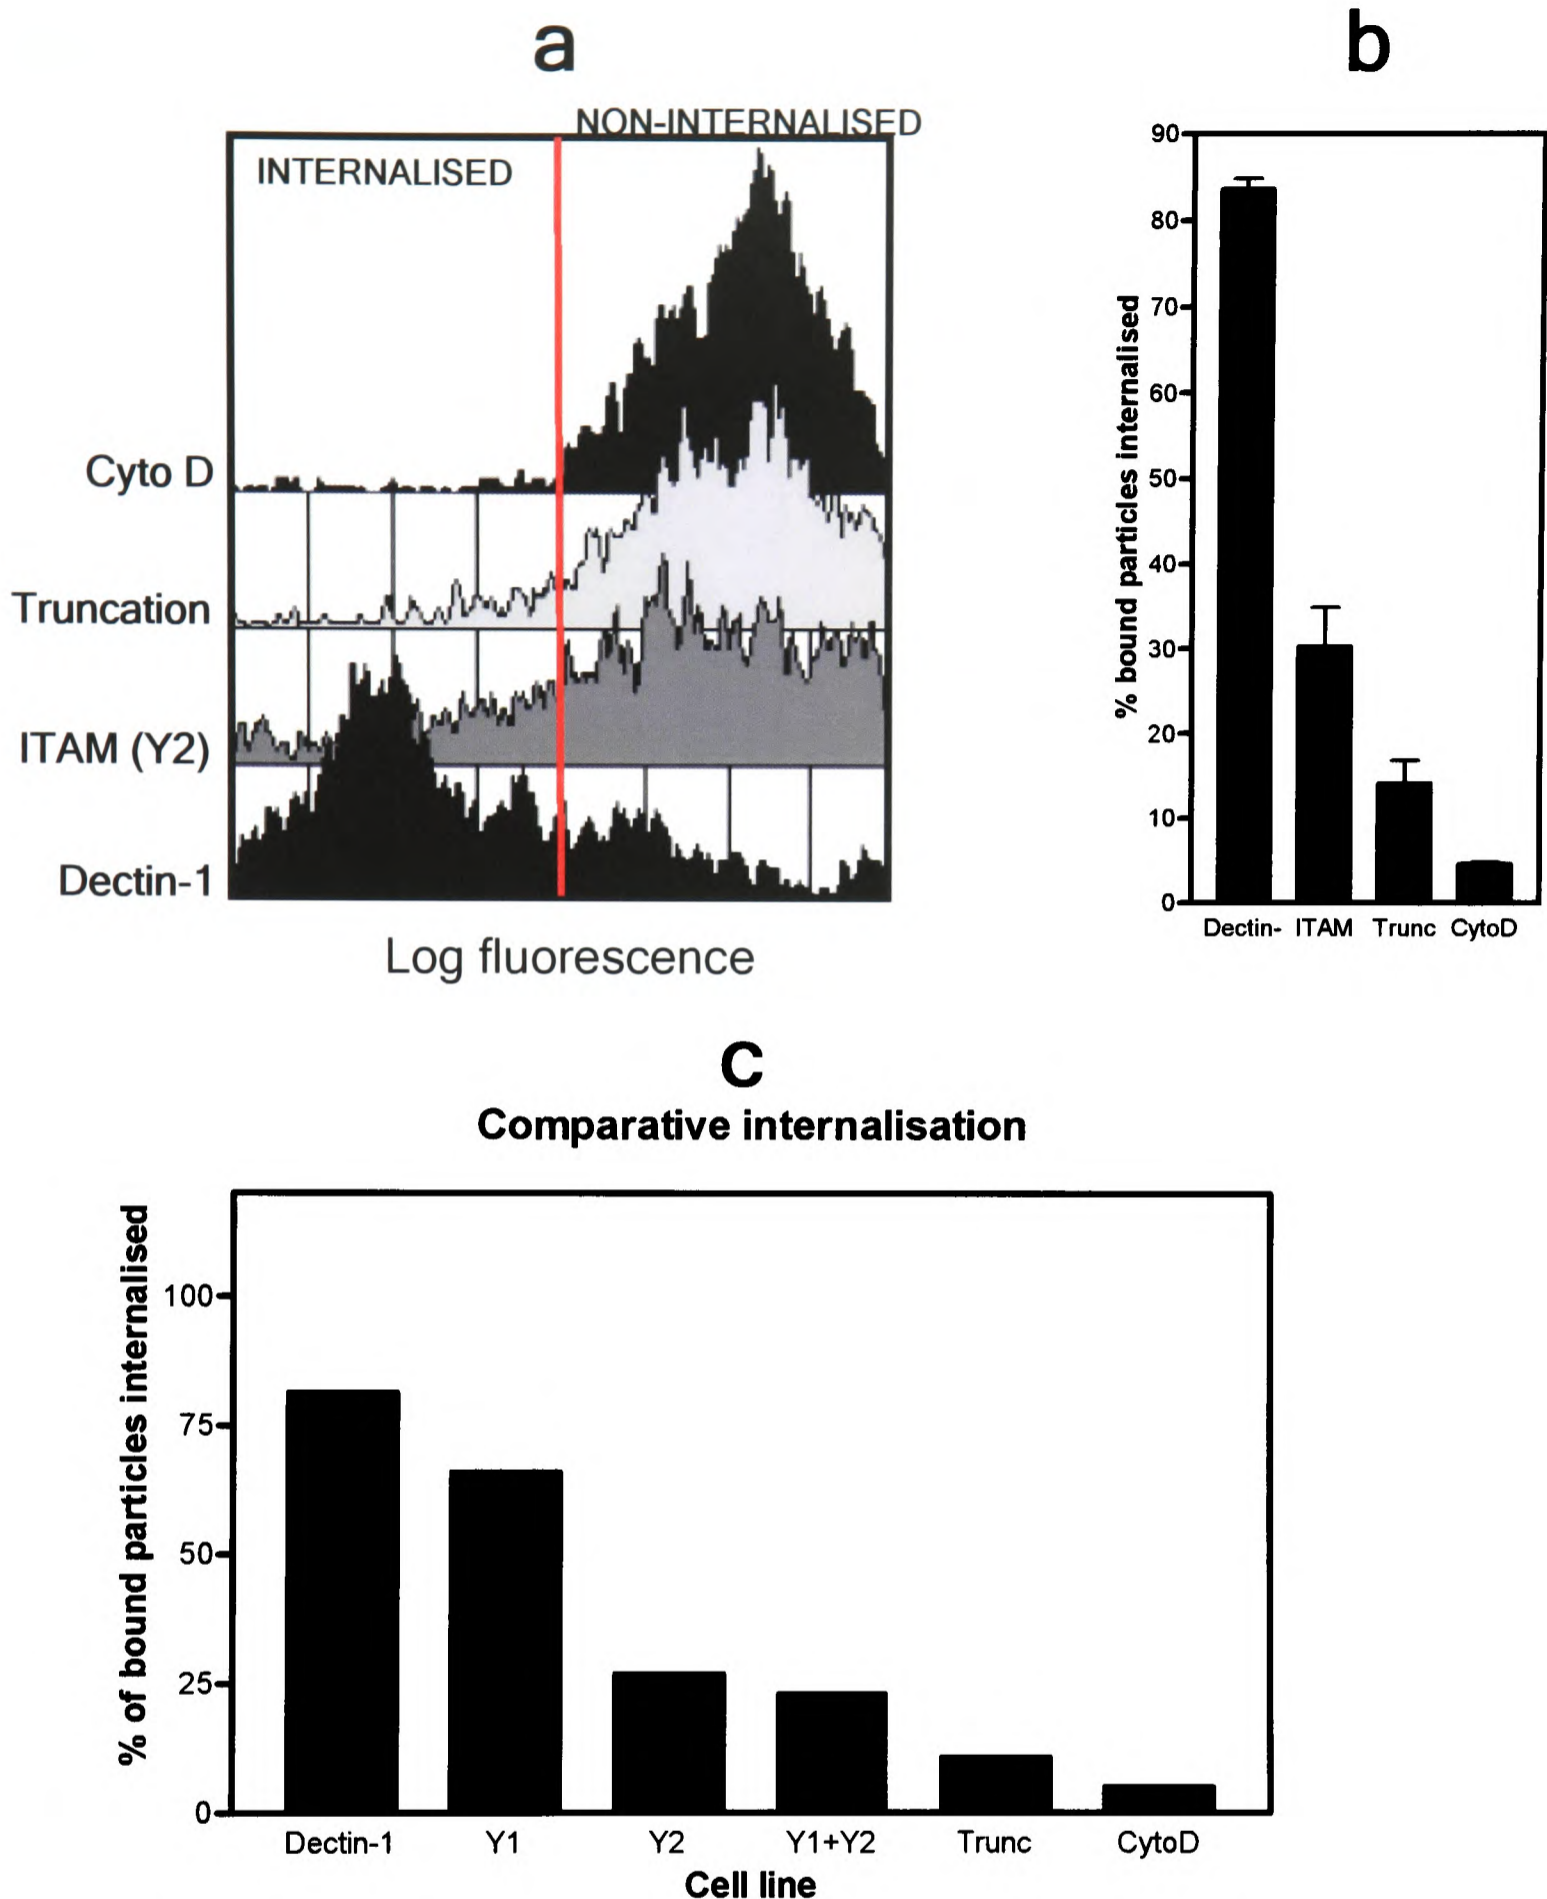 a
NON-INTERNALISED
INTERNALISED
Cyto D
Truncation
ITAM (Y2)
Dectin-1
Log fluorescence
b
% bound particles internalised
90
80
70
60
50
40
30
20
10
0
Dectin- ITAM Trunc CytoD
C
Comparative internalisation
% of bound particles internalised
100
75
50
25
0
Dectin-1 Y1 Y2 Y1+Y2 Trunc CytoD
Cell line